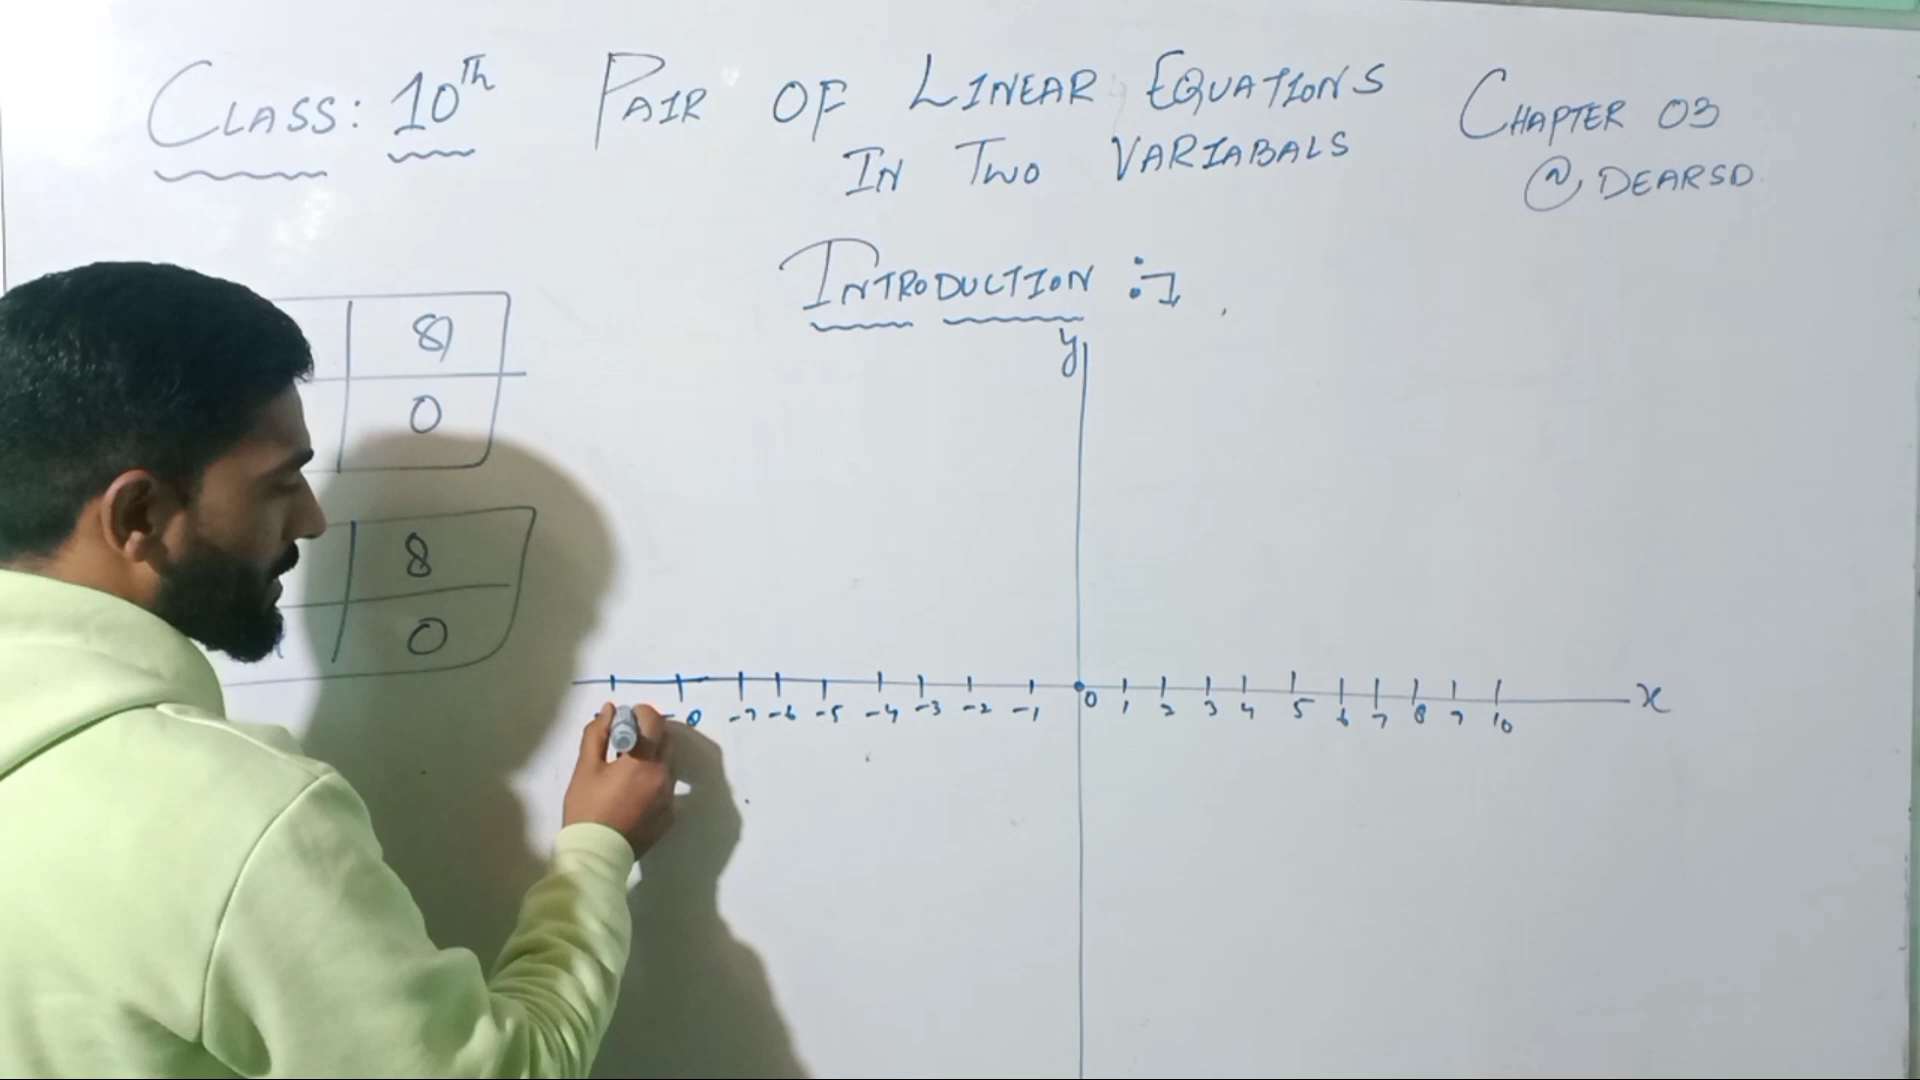 CLASS: 10Th PAIR OF LINEAR EQUATIONS CHAPTER 03
IN TWO VARIABALS @DEARSD
INTRODUCTION :-
8
0
8
0
y
-8 -7 -6 -5 -4 -3 -2 -1 0 1 2 3 4 5 6 7 8 9 10 x